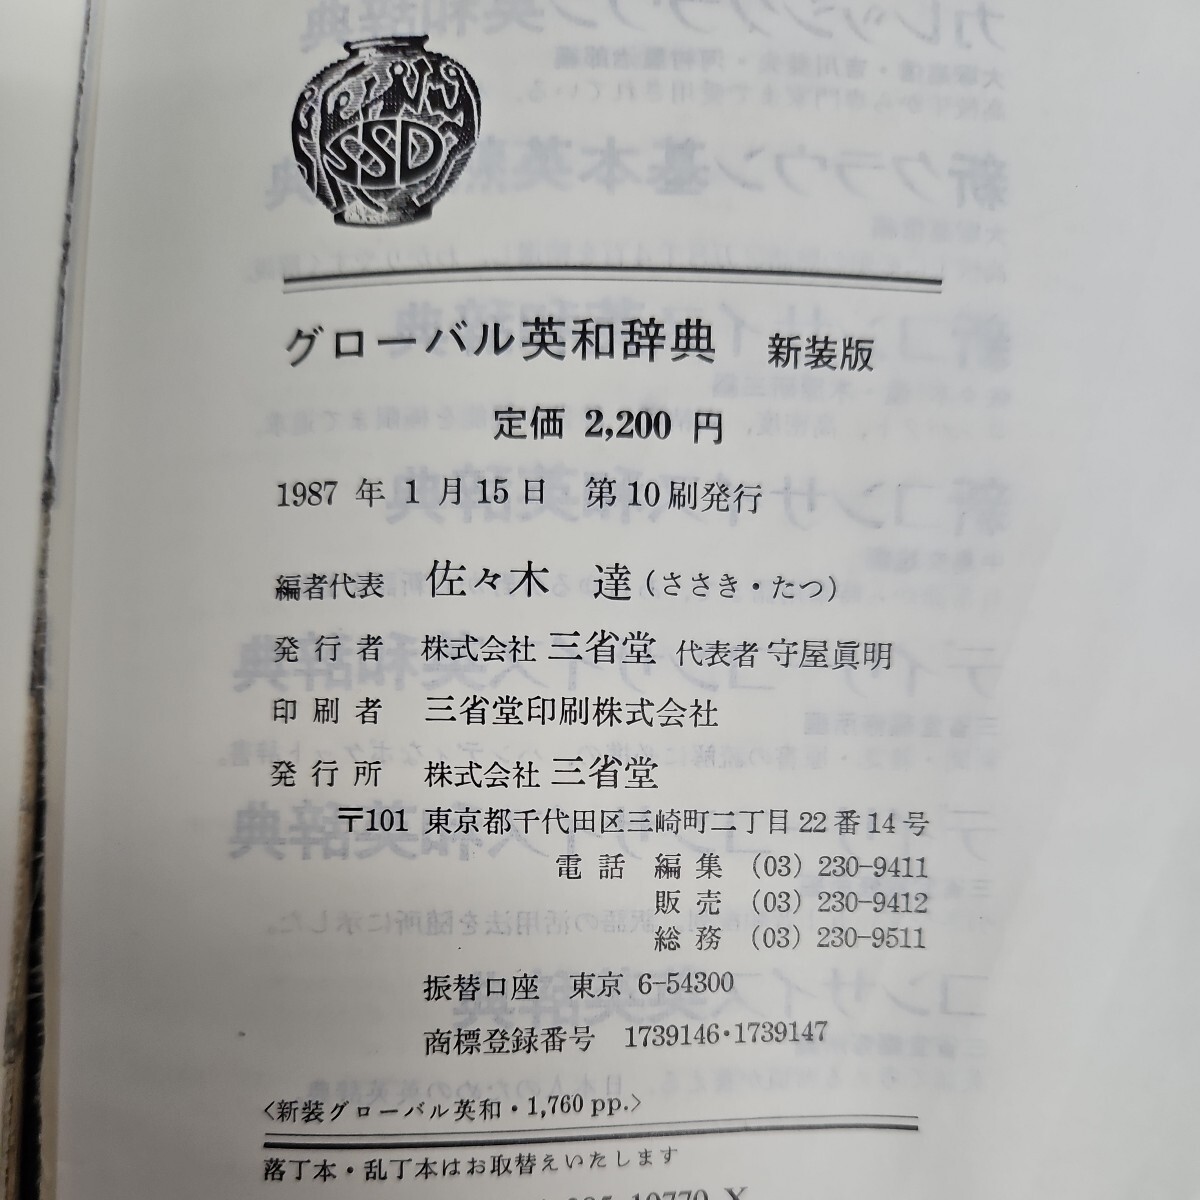 SSD
グローバル英和辞典 新装版
定価 2,200 円
1987 年 1 月 15 日 第 10 刷発行
編者代表 佐々木 達 (ささき・たつ)
発行者 株式会社 三省堂 代表者 守屋眞明
印刷者 三省堂印刷株式会社
発行所 株式会社 三省堂
〒101 東京都千代田区三崎町二丁目 22 番 14 号
電話 編集 (03) 230-9411
販売 (03) 230-9412
総務 (03) 230-9511
振替口座 東京 6-54300
商標登録番号 1739146・1739147
〈新装グローバル英和・1,760 pp.〉
落丁本・乱丁本はお取替えいたします